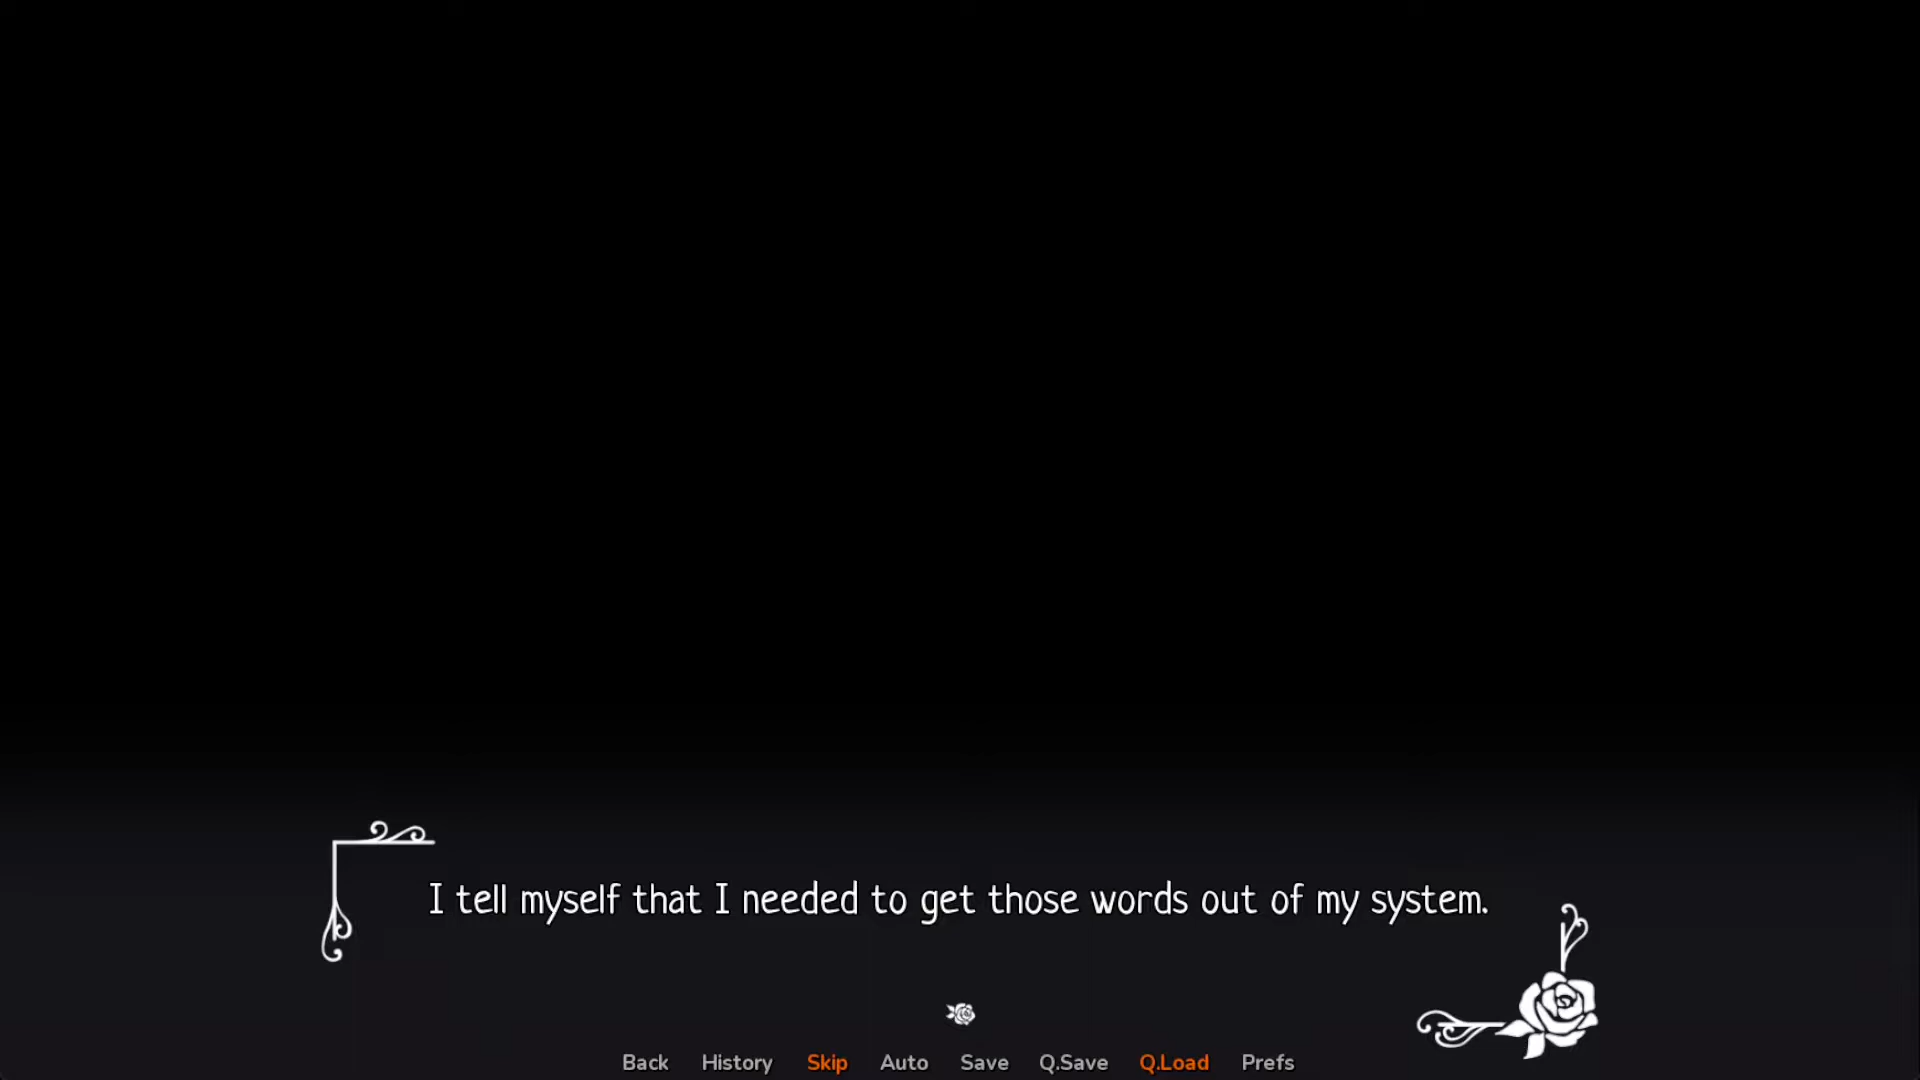 I tell myself that I needed to get those words out of my system.
Back History Skip Auto Save Q.Save Q.Load Prefs